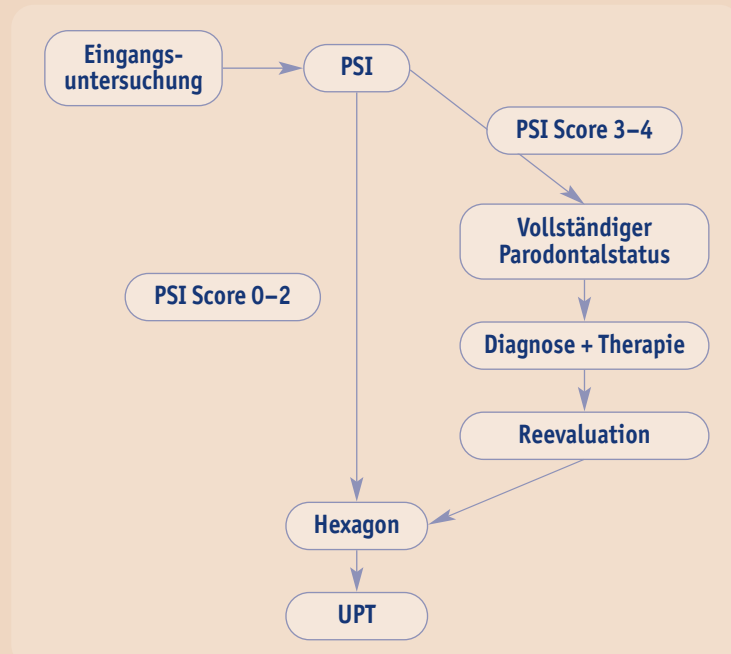 Eingangs-
untersuchung
PSI
PSI Score 3–4
Vollständiger
Parodontalstatus
PSI Score 0–2
Diagnose + Therapie
Reevaluation
Hexagon
UPT